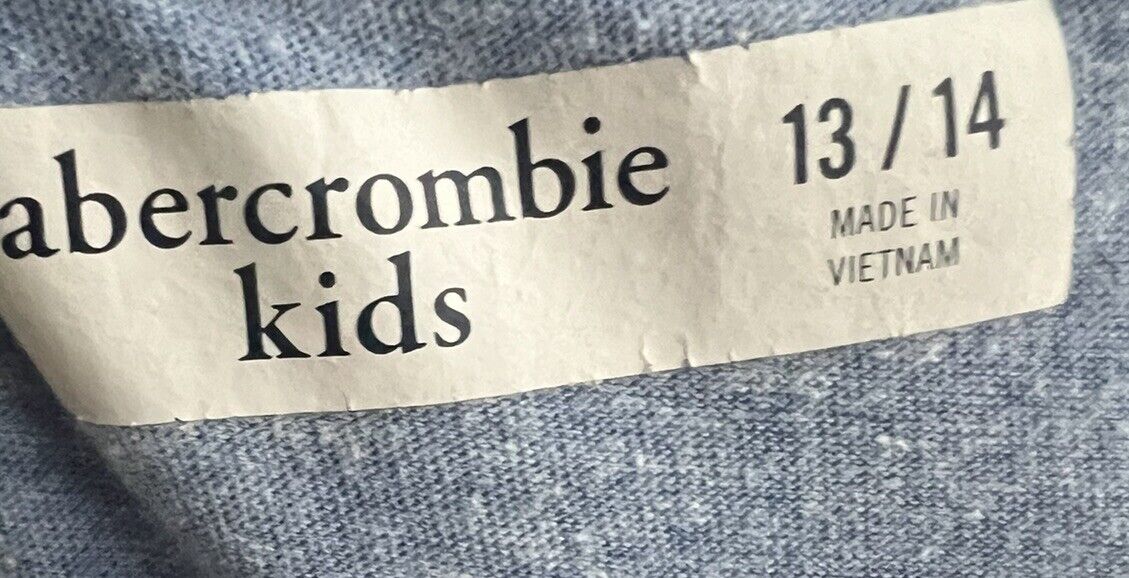 abercrombie
kids
13 / 14
MADE IN
VIETNAM